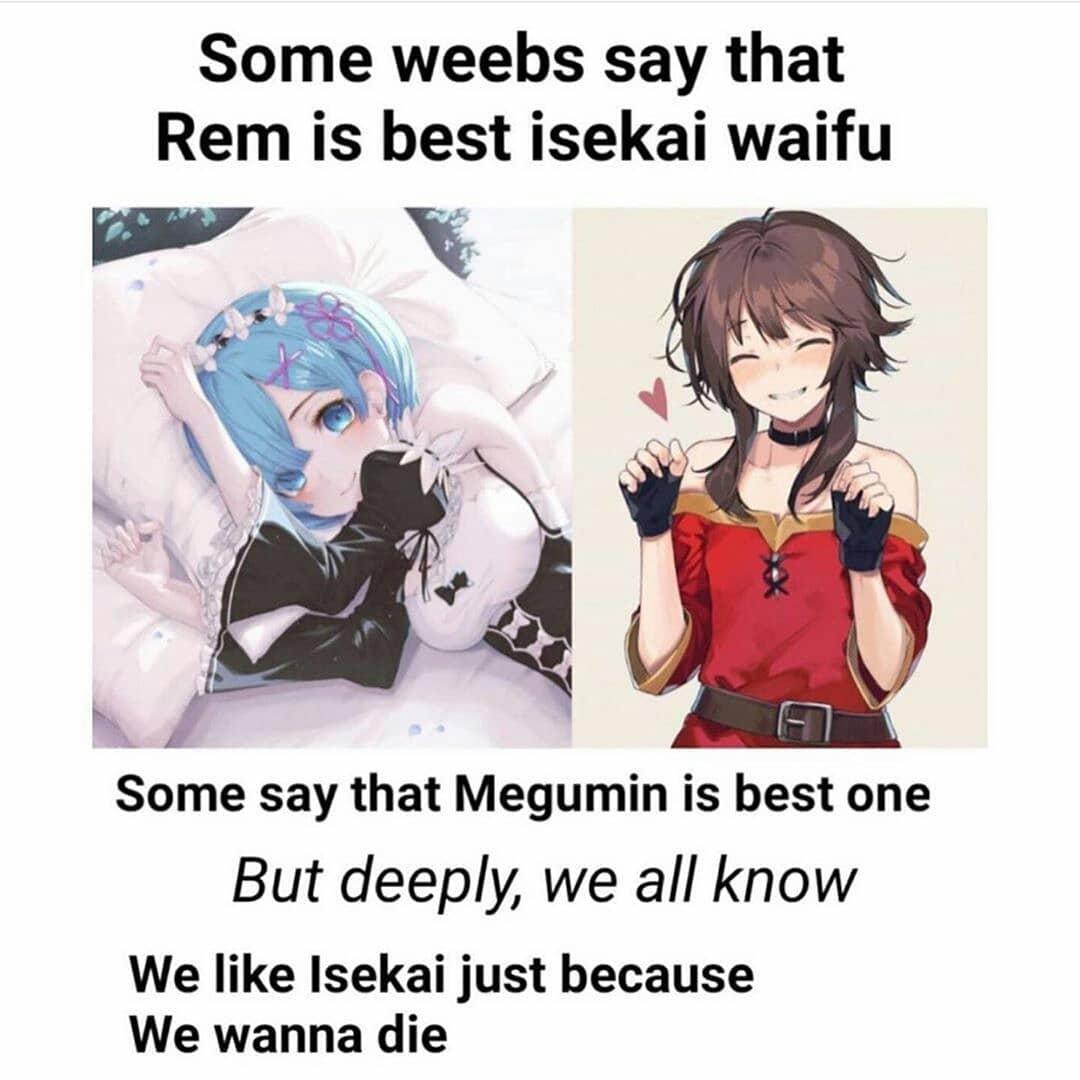 Some weebs say that
Rem is best isekai waifu
Some say that Megumin is best one
But deeply, we all know
We like Isekai just because
We wanna die